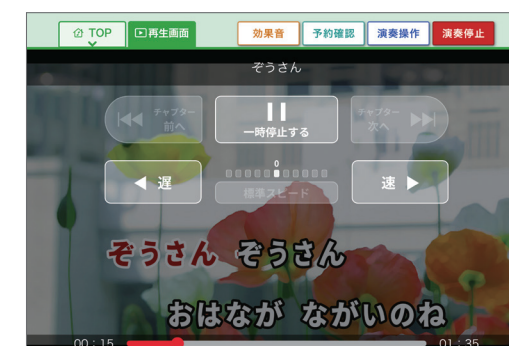 TOP 再生画面 効果音 予約確認 演奏操作 演奏停止
ぞうさん
チャプター 前へ
一時停止する
チャプター 次へ
遅
0
標準スピード
速
ぞうさん ぞうさん
おはなが ながいのね
00:15 01:35